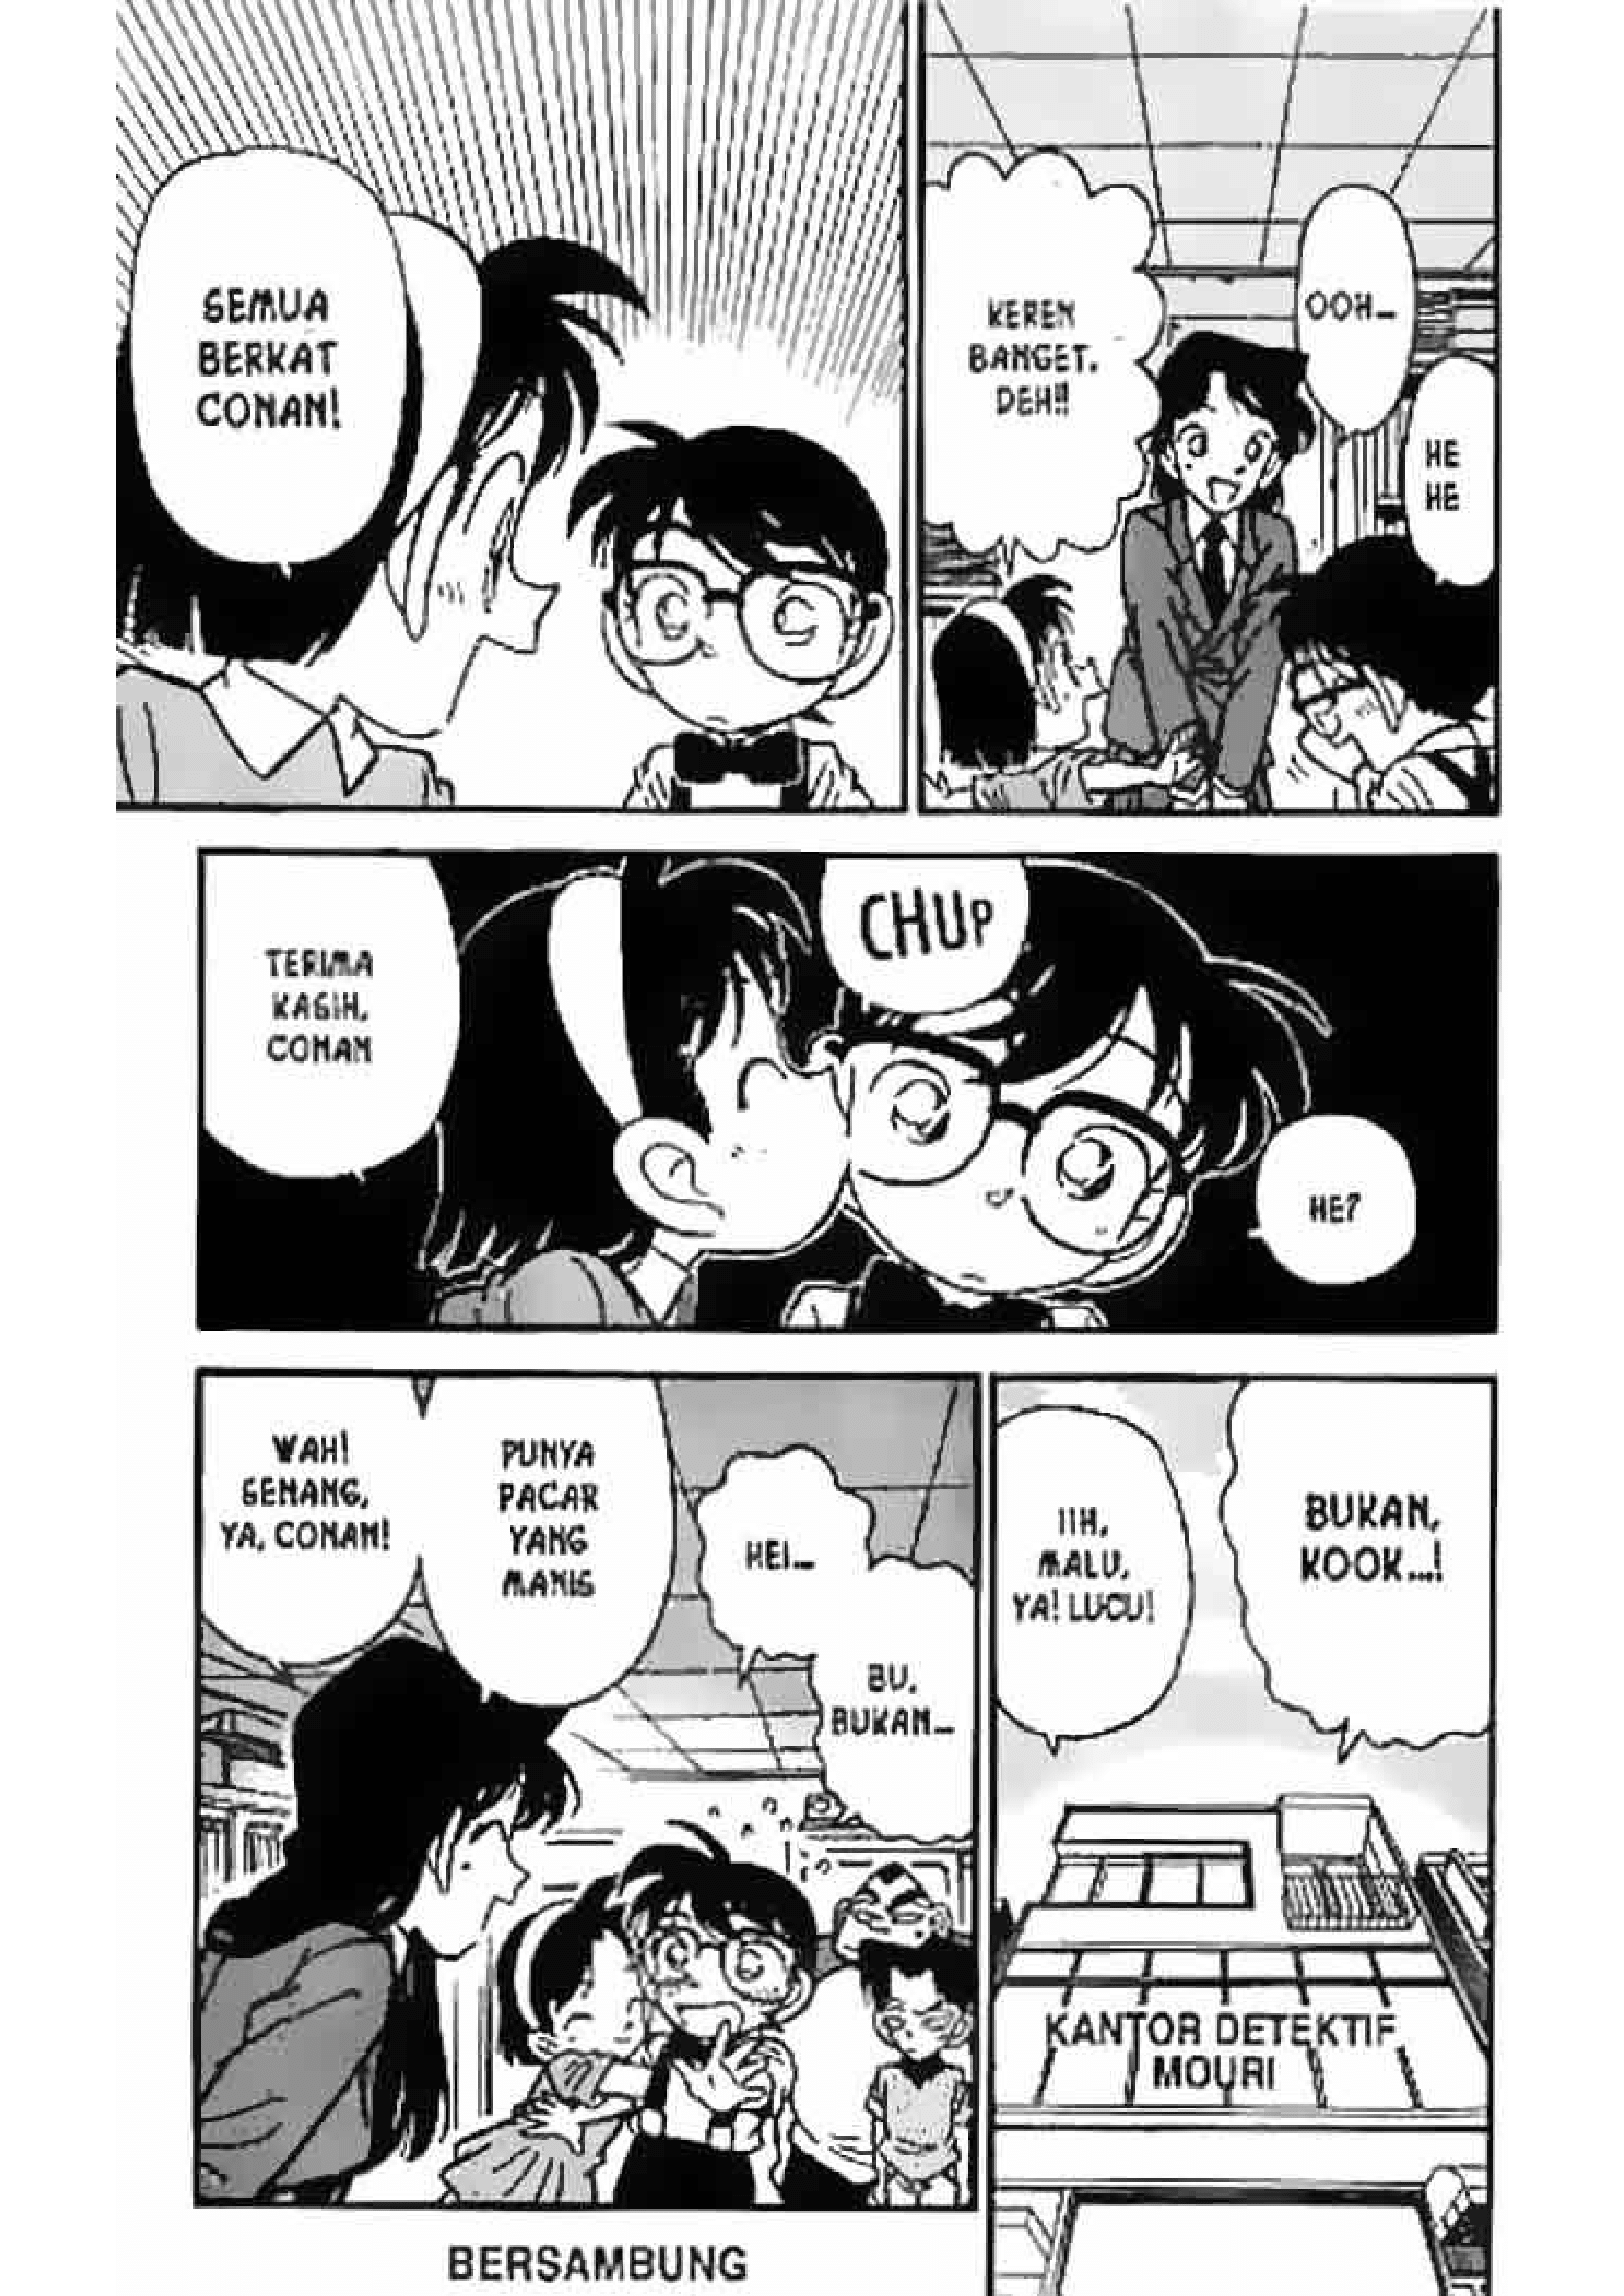 SEMUA
BERKAT
CONAN!
KEREN
BANGET,
DEH!!
OOH...
HE
HE
TERIMA
KASIH,
CONAN
CHUP
HE?
WAH!
SENANG,
YA, CONAN!
PUNYA
PACAR
YANG
MANIS
HEI...
BU,
BUKAN...
IIH,
MALU,
YA! LUCU!
BUKAN,
KOOK...!
KANTOR DETEKTIF
MOURI
BERSAMBUNG